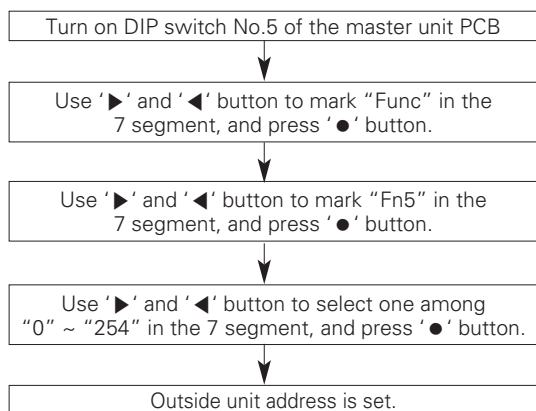 Turn on DIP switch No.5 of the master unit PCB
Use ‘▶‘ and ‘◀‘ button to mark “Func” in the
7 segment, and press ‘●‘ button.
Use ‘▶‘ and ‘◀‘ button to mark “Fn5” in the
7 segment, and press ‘●‘ button.
Use ‘▶‘ and ‘◀‘ button to select one among
“0” ~ “254” in the 7 segment, and press ‘●‘ button.
Outside unit address is set.